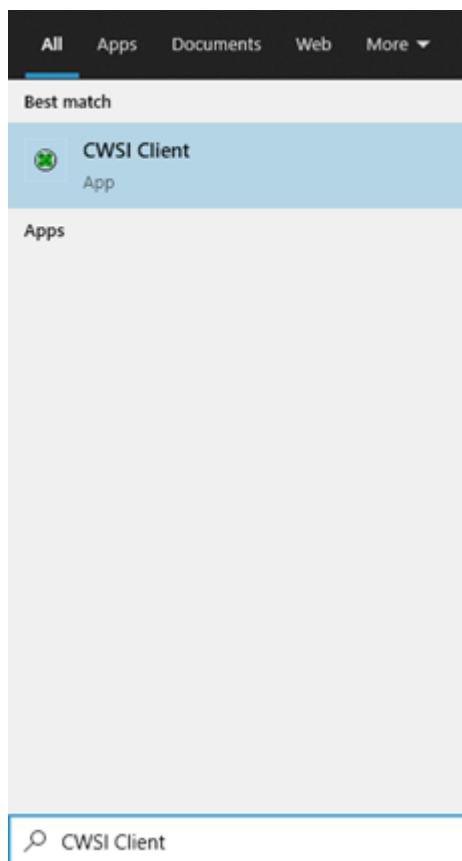 All Apps Documents Web More
Best match
CWSI Client
App
Apps
CWSI Client